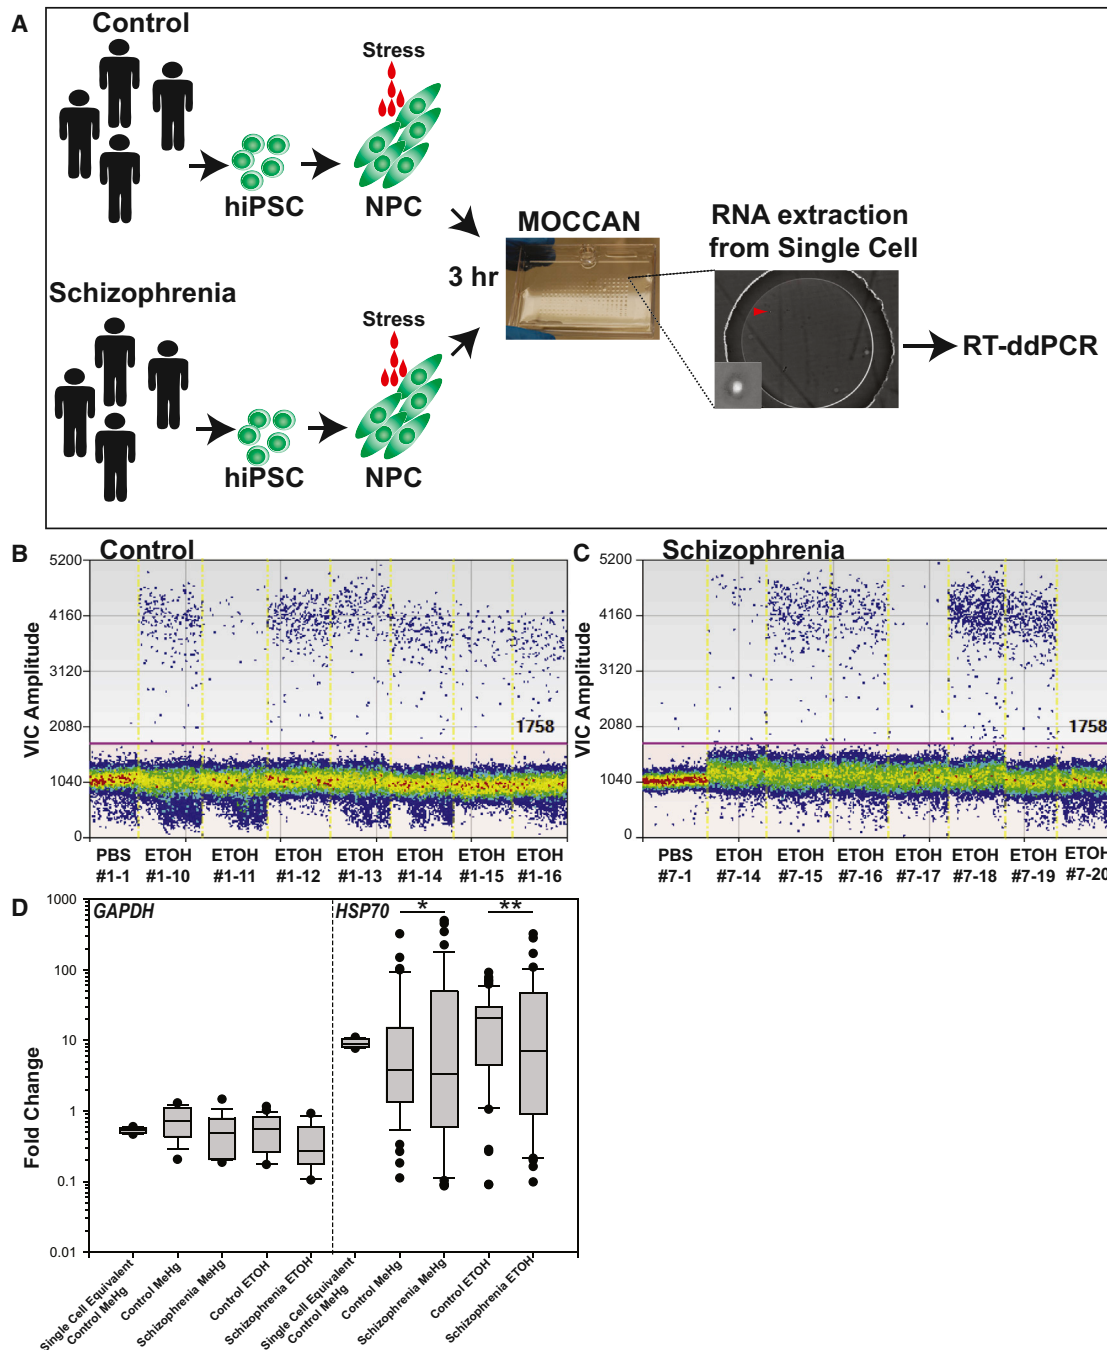 A
Control
Stress
hiPSC
NPC
Schizophrenia
Stress
hiPSC
NPC
3 hr
MOCCAN
RNA extraction
from Single Cell
RT-ddPCR
B
Control
VIC Amplitude
5200
4160
3120
2080
1040
0
1758
PBS ETOH ETOH ETOH ETOH ETOH ETOH ETOH
#1-1 #1-10 #1-11 #1-12 #1-13 #1-14 #1-15 #1-16
C
Schizophrenia
VIC Amplitude
5200
4160
3120
2080
1040
0
1758
PBS ETOH ETOH ETOH ETOH ETOH ETOH ETOH
#7-1 #7-14 #7-15 #7-16 #7-17 #7-18 #7-19 #7-20
D
GAPDH
HSP70
*
**
Fold Change
1000
100
10
1
0.1
0.01
Single Cell Equivalent
Control MeHg
Control MeHg
Schizophrenia MeHg
Control ETOH
Schizophrenia ETOH
Single Cell Equivalent
Control MeHg
Control MeHg
Schizophrenia MeHg
Control ETOH
Schizophrenia ETOH